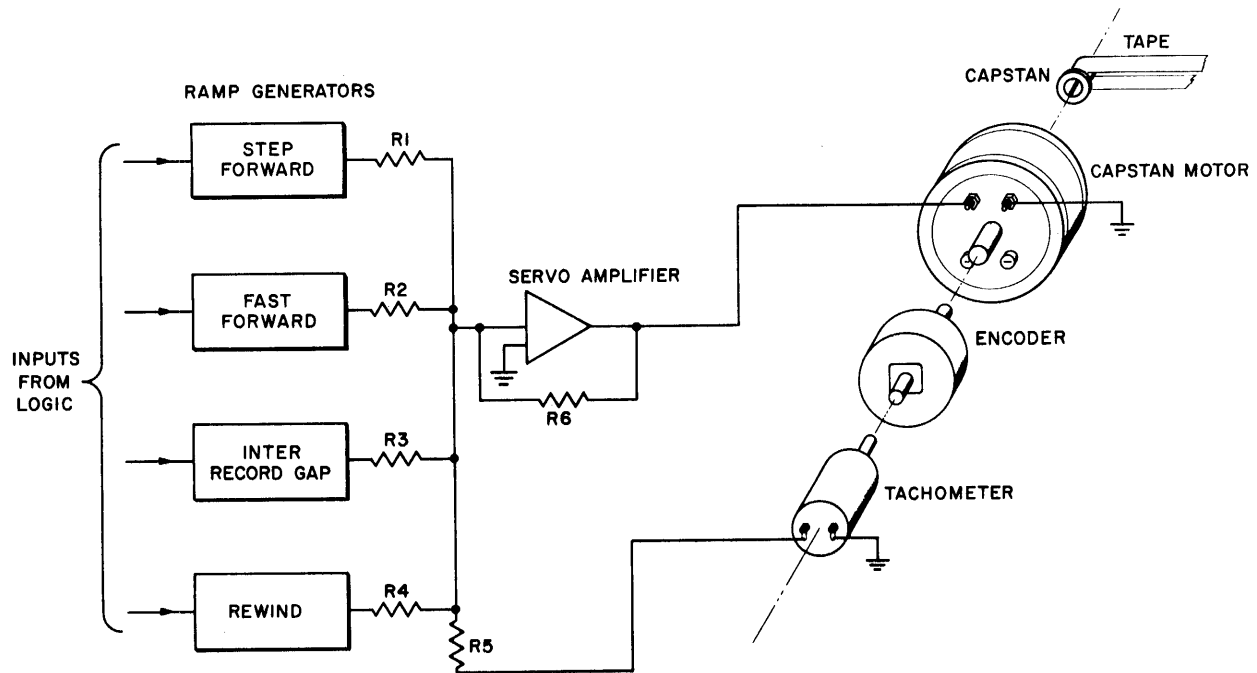 RAMP GENERATORS
STEP
FORWARD
R1
FAST
FORWARD
R2
INTER
RECORD GAP
R3
REWIND
R4
R5
INPUTS
FROM
LOGIC
SERVO AMPLIFIER
R6
TAPE
CAPSTAN
CAPSTAN MOTOR
ENCODER
TACHOMETER